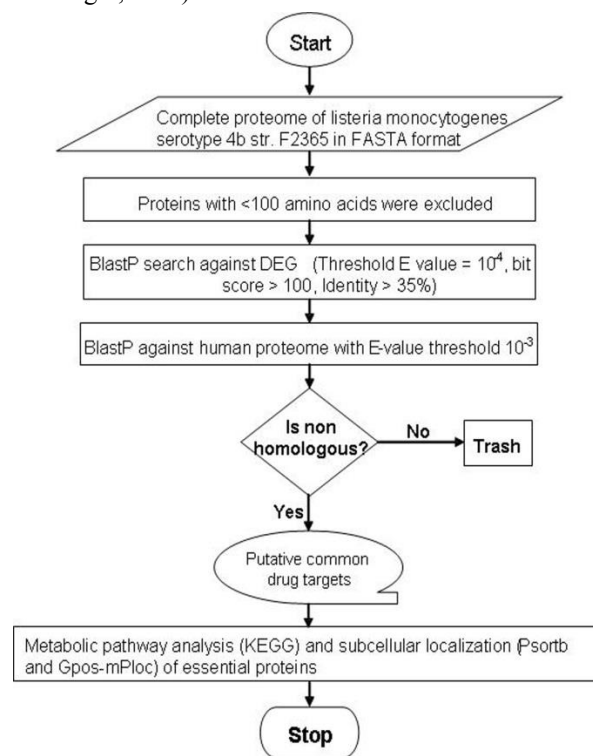 Start
Complete proteome of listeria monocytogenes
serotype 4b str. F2365 in FASTA format
Proteins with <100 amino acids were excluded
BlastP search against DEG (Threshold E value = 10⁴, bit
score > 100, Identity > 35%)
BlastP against human proteome with E-value threshold 10⁻³
Is non
homologous?
No
Trash
Yes
Putative common
drug targets
Metabolic pathway analysis (KEGG) and subcellular localization (Psortb
and Gpos-mPloc) of essential proteins
Stop